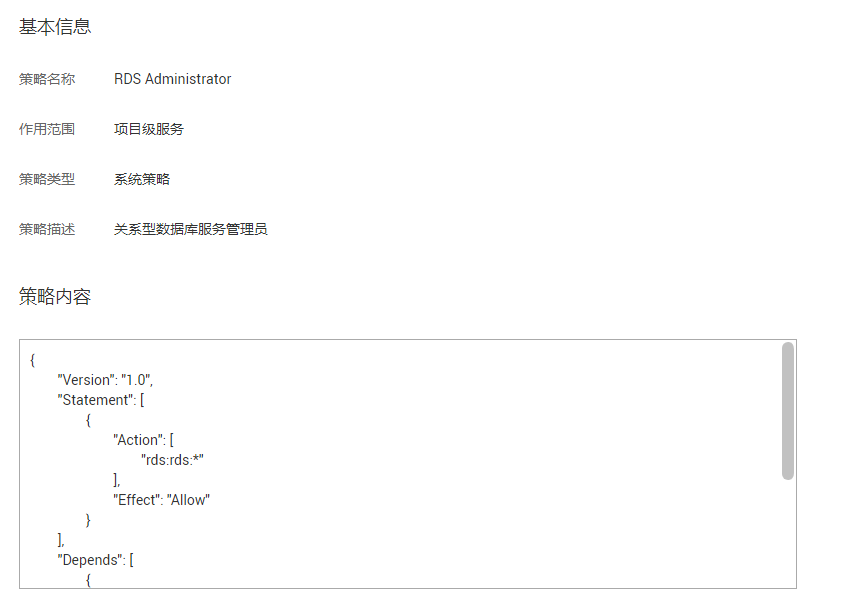 基本信息
策略名称 RDS Administrator
作用范围 项目级服务
策略类型 系统策略
策略描述 关系型数据库服务管理员
策略内容
{
"Version": "1.0",
"Statement": [
{
"Action": [
"rds:rds:*"
],
"Effect": "Allow"
}
],
"Depends": [
{